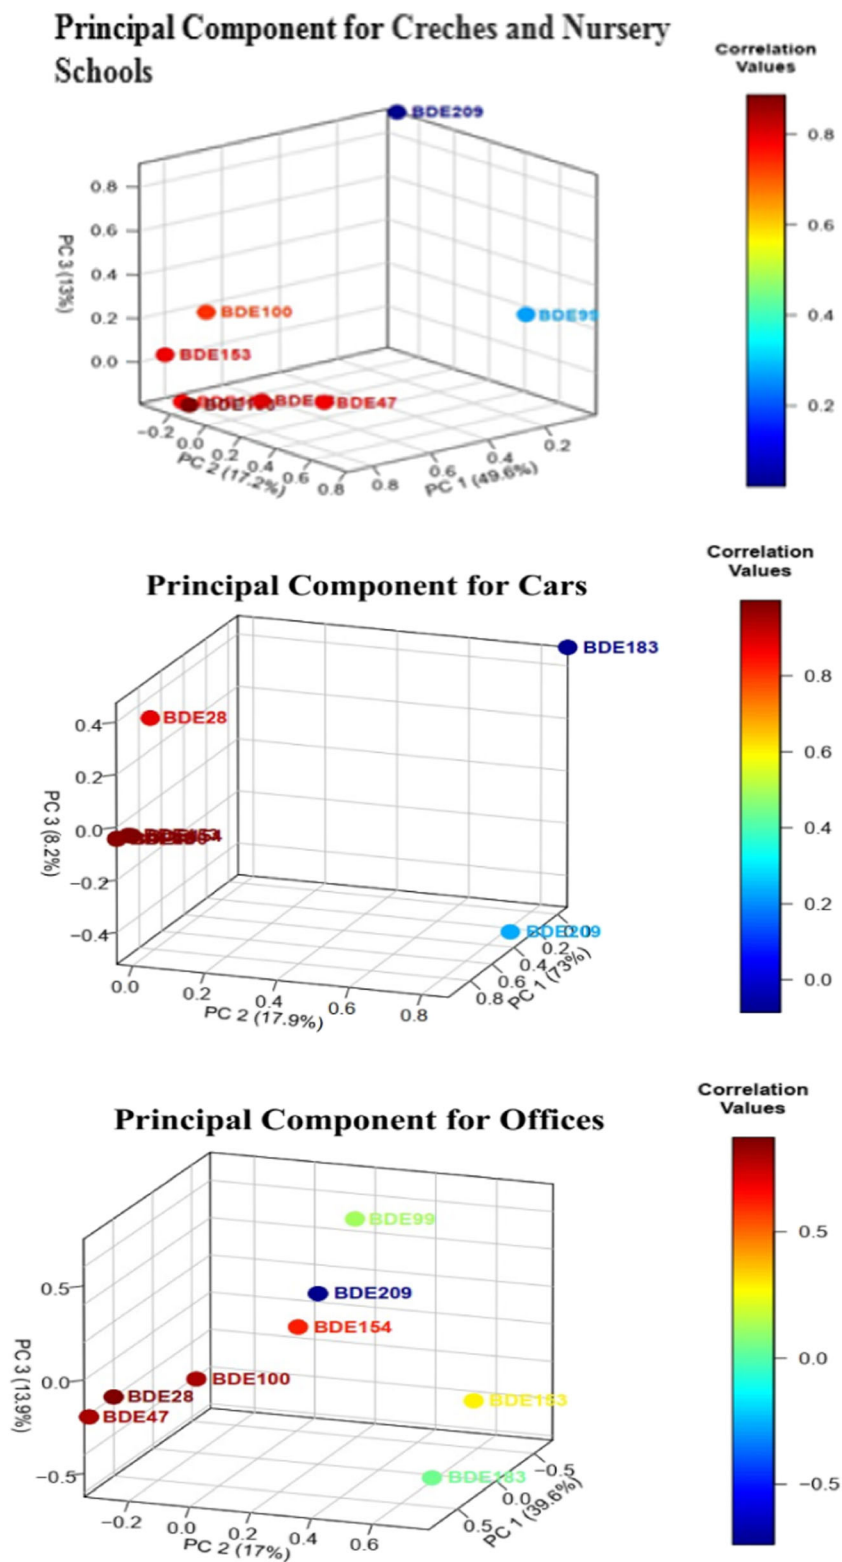 Principal Component for Creches and Nursery
Schools
Correlation
Values
BDE209
0.8
0.6
0.4
0.2
0.0
PC 3 (13%)
BDE100
BDE99
BDE153
BDE47
−0.2
0.0
0.2
0.4
0.6
0.8
PC 2 (17.2%)
0.8
0.6
0.4
0.2
PC 1 (49.6%)
0.8
0.6
0.4
0.2
Principal Component for Cars
Correlation
Values
BDE183
BDE28
0.4
0.2
0.0
−0.2
−0.4
PC 3 (8.2%)
BDE209
0.0
0.2
0.4
0.6
0.8
PC 2 (17.9%)
0.8
0.6
0.4
0.2
PC 1 (73%)
0.8
0.6
0.4
0.2
0.0
Principal Component for Offices
Correlation
Values
BDE99
BDE209
BDE154
BDE100
BDE28
BDE47
BDE153
BDE183
0.5
0.0
−0.5
PC 3 (13.9%)
−0.2
0.0
0.2
0.4
0.6
PC 2 (17%)
0.5
0.0
−0.5
PC 1 (39.6%)
0.5
0.0
−0.5